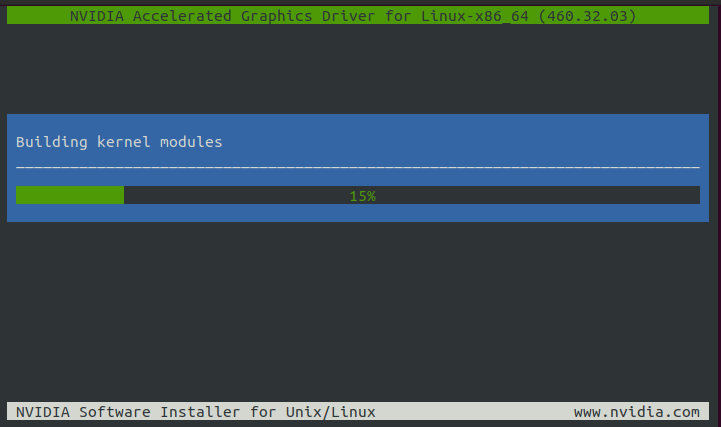 NVIDIA Accelerated Graphics Driver for Linux-x86_64 (460.32.03)
Building kernel modules
15%
NVIDIA Software Installer for Unix/Linux www.nvidia.com